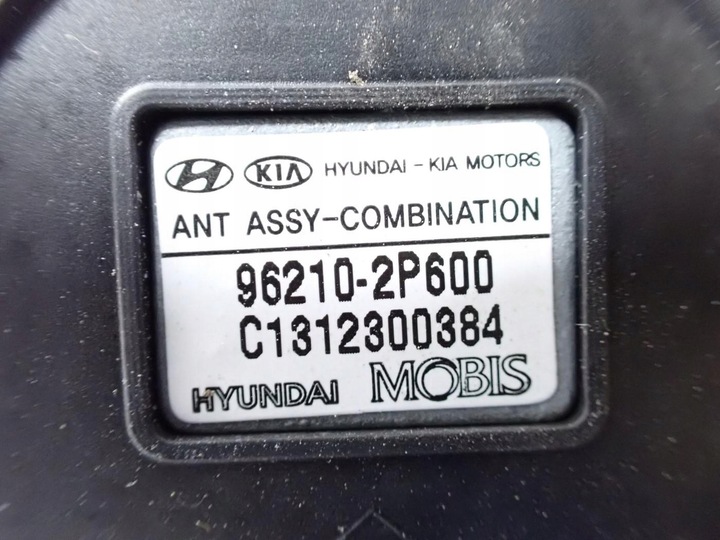 KIA HYUNDAI - KIA MOTORS
ANT ASSY-COMBINATION
96210-2P600
C1312300384
HYUNDAI MOBIS